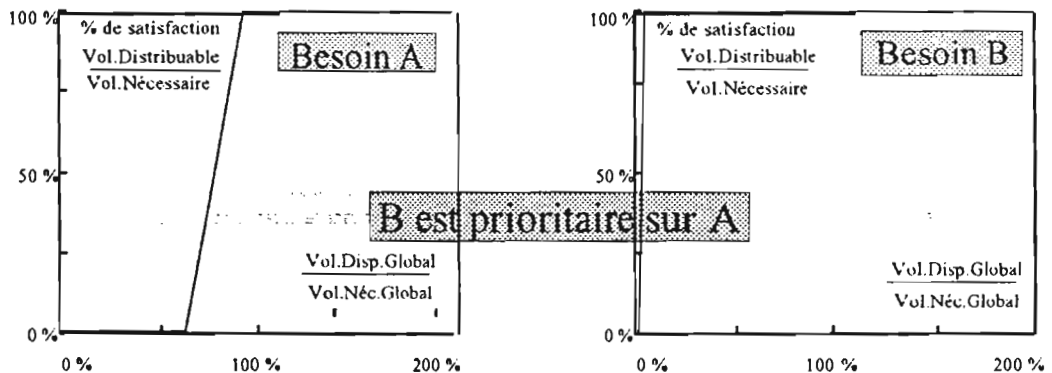 100 %
% de satisfaction
Vol.Distribuable
Vol.Nécessaire
Besoin A
50 %
Vol.Disp.Global
Vol.Néc.Global
0 %
0 %
100 %
200 %
B est prioritaire sur A
100 %
% de satisfaction
Vol.Distribuable
Vol.Nécessaire
Besoin B
50 %
Vol.Disp.Global
Vol.Néc.Global
0 %
0 %
100 %
200 %